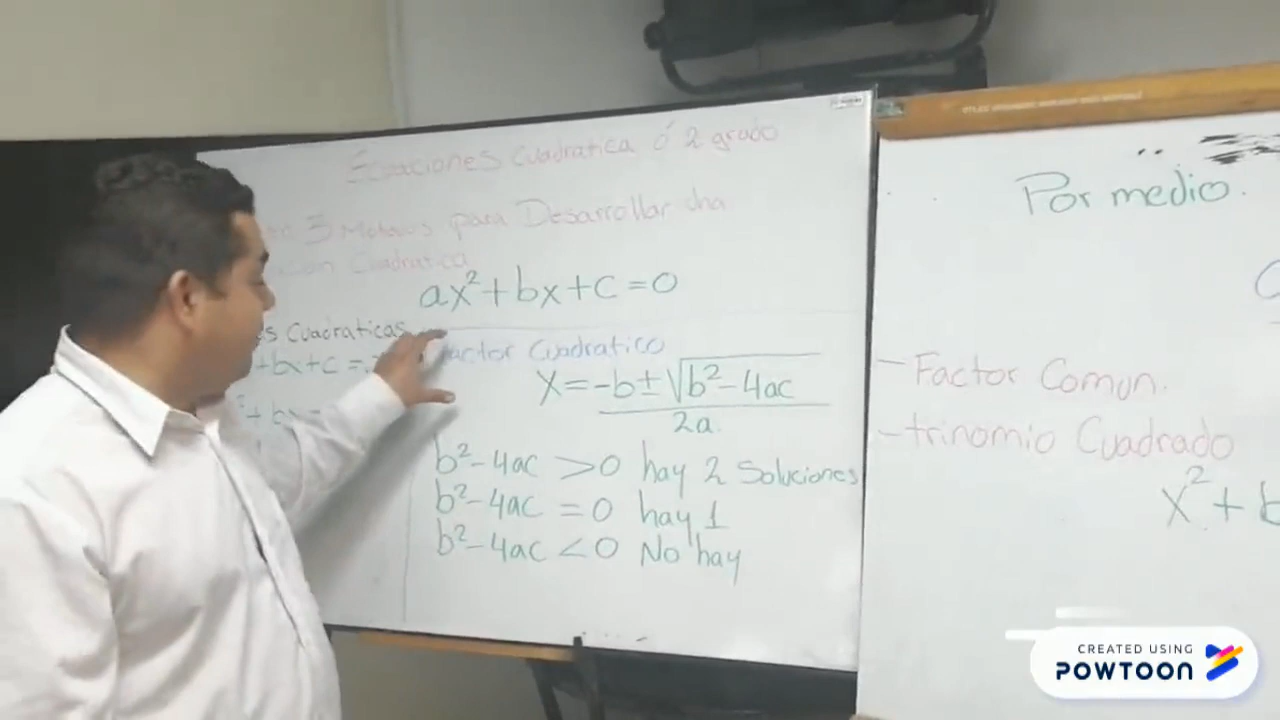 Ecuaciones Cuadratica ó 2 grado
3 Metodos para Desarrollar
Cuadratica
ax²+bx+c=0
Cuadraticas
+bx+c=
Factor Cuadratico
X=-b±√b²-4ac
2a.
b²-4ac >0 hay 2 Soluciones
b²-4ac =0 hay 1
b²-4ac <0 No hay
Por medio.
- Factor Comun.
- trinomio Cuadrado
x²+b
CREATED USING
POWTOON